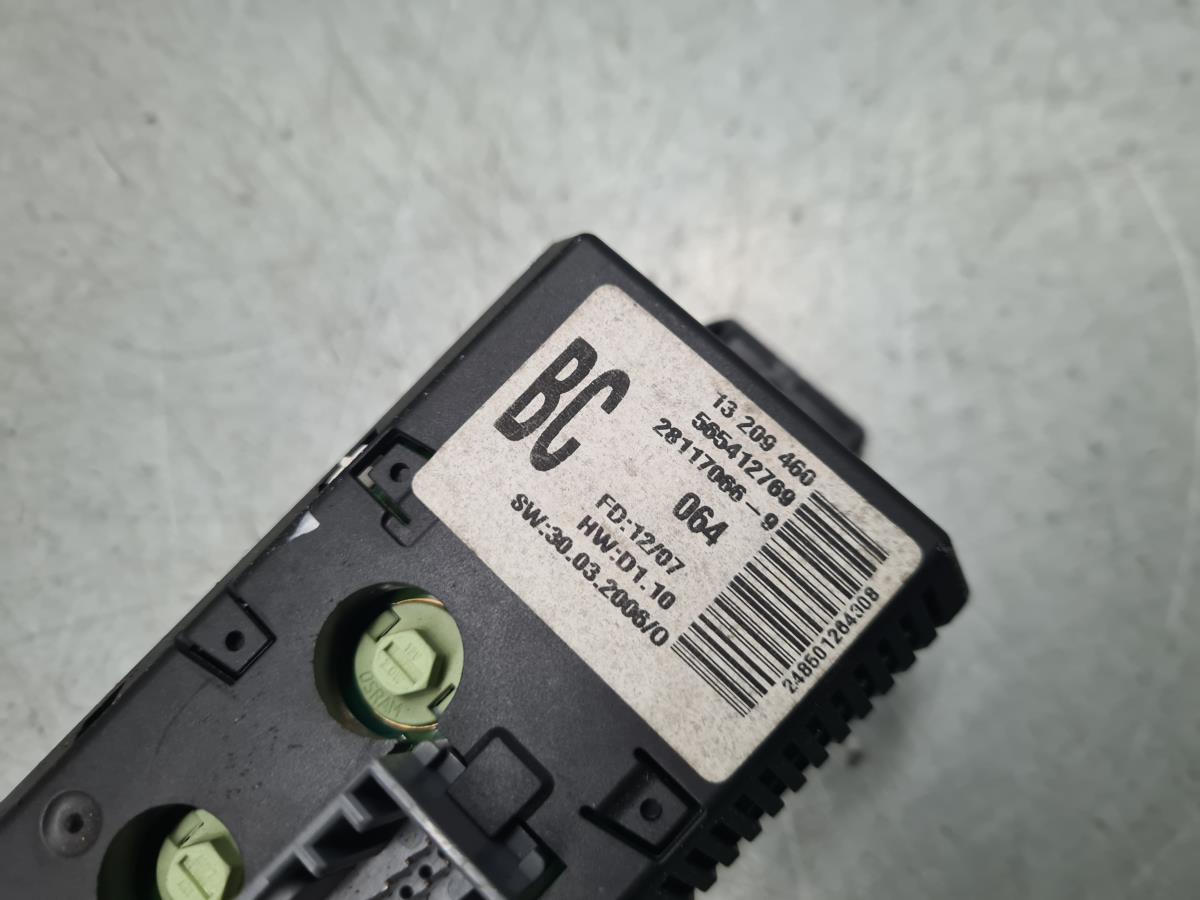 BC
13 209 460
565412769
28117066-9
064
FD:12/07
HW:D1.10
SW:30.03.2006/0
248501264308
OSRAM